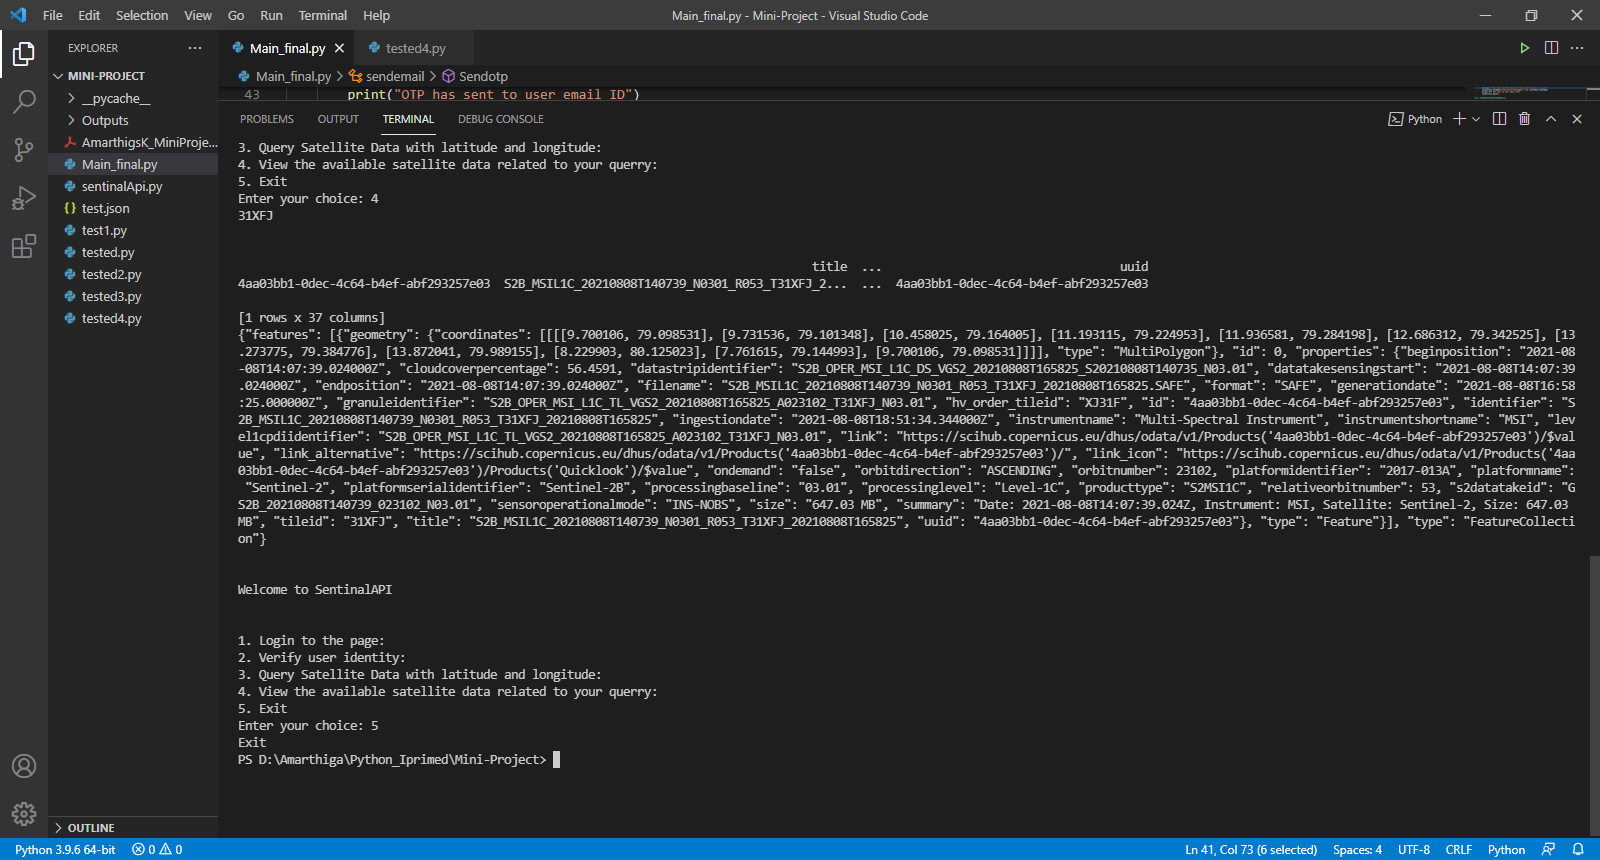 File Edit Selection View Go Run Terminal Help Main_final.py - Mini-Project - Visual Studio Code
EXPLORER
MINI-PROJECT
__pycache__
Outputs
AmarthigsK_MiniProje...
Main_final.py
sentinalApi.py
test.json
test1.py
tested.py
tested2.py
tested3.py
tested4.py
OUTLINE
Main_final.py tested4.py
Main_final.py > sendemail > Sendotp
43 print("OTP has sent to user email ID")
PROBLEMS OUTPUT TERMINAL DEBUG CONSOLE Python
3. Query Satellite Data with latitude and longitude:
4. View the available satellite data related to your querry:
5. Exit
Enter your choice: 4
31XFJ
title ... uuid
4aa03bb1-0dec-4c64-b4ef-abf293257e03 S2B_MSIL1C_20210808T140739_N0301_R053_T31XFJ_2... ... 4aa03bb1-0dec-4c64-b4ef-abf293257e03
[1 rows x 37 columns]
{"features": [{"geometry": {"coordinates": [[[[9.700106, 79.098531], [9.731536, 79.101348], [10.458025, 79.164005], [11.193115, 79.224953], [11.936581, 79.284198], [12.686312, 79.342525], [13
.273775, 79.384776], [13.872041, 79.989155], [8.229903, 80.125023], [7.761615, 79.144993], [9.700106, 79.098531]]]], "type": "MultiPolygon"}, "id": 0, "properties": {"beginposition": "2021-08
-08T14:07:39.024000Z", "cloudcoverpercentage": 56.4591, "datastripidentifier": "S2B_OPER_MSI_L1C_DS_VGS2_20210808T165825_S20210808T140735_N03.01", "datatakesensingstart": "2021-08-08T14:07:39
.024000Z", "endposition": "2021-08-08T14:07:39.024000Z", "filename": "S2B_MSIL1C_20210808T140739_N0301_R053_T31XFJ_20210808T165825.SAFE", "format": "SAFE", "generationdate": "2021-08-08T16:58
:25.000000Z", "granuleidentifier": "S2B_OPER_MSI_L1C_TL_VGS2_20210808T165825_A023102_T31XFJ_N03.01", "hv_order_tileid": "XJ31F", "id": "4aa03bb1-0dec-4c64-b4ef-abf293257e03", "identifier": "S
2B_MSIL1C_20210808T140739_N0301_R053_T31XFJ_20210808T165825", "ingestiondate": "2021-08-08T18:51:34.344000Z", "instrumentname": "Multi-Spectral Instrument", "instrumentshortname": "MSI", "lev
el1cpdiidentifier": "S2B_OPER_MSI_L1C_TL_VGS2_20210808T165825_A023102_T31XFJ_N03.01", "link": "https://scihub.copernicus.eu/dhus/odata/v1/Products('4aa03bb1-0dec-4c64-b4ef-abf293257e03')/$val
ue", "link_alternative": "https://scihub.copernicus.eu/dhus/odata/v1/Products('4aa03bb1-0dec-4c64-b4ef-abf293257e03')/", "link_icon": "https://scihub.copernicus.eu/dhus/odata/v1/Products('4aa
03bb1-0dec-4c64-b4ef-abf293257e03')/Products('Quicklook')/$value", "ondemand": "false", "orbitdirection": "ASCENDING", "orbitnumber": 23102, "platformidentifier": "2017-013A", "platformname":
"Sentinel-2", "platformserialidentifier": "Sentinel-2B", "processingbaseline": "03.01", "processinglevel": "Level-1C", "producttype": "S2MSI1C", "relativeorbitnumber": 53, "s2datatakeid": "G
S2B_20210808T140739_023102_N03.01", "sensoroperationalmode": "INS-NOBS", "size": "647.03 MB", "summary": "Date: 2021-08-08T14:07:39.024Z, Instrument: MSI, Satellite: Sentinel-2, Size: 647.03
MB", "tileid": "31XFJ", "title": "S2B_MSIL1C_20210808T140739_N0301_R053_T31XFJ_20210808T165825", "uuid": "4aa03bb1-0dec-4c64-b4ef-abf293257e03"}, "type": "Feature"}], "type": "FeatureCollecti
on"}
Welcome to SentinalAPI
1. Login to the page:
2. Verify user identity:
3. Query Satellite Data with latitude and longitude:
4. View the available satellite data related to your querry:
5. Exit
Enter your choice: 5
Exit
PS D:\Amarthiga\Python_Iprimed\Mini-Project>
Python 3.9.6 64-bit 0 0 Ln 41, Col 73 (6 selected) Spaces: 4 UTF-8 CRLF Python